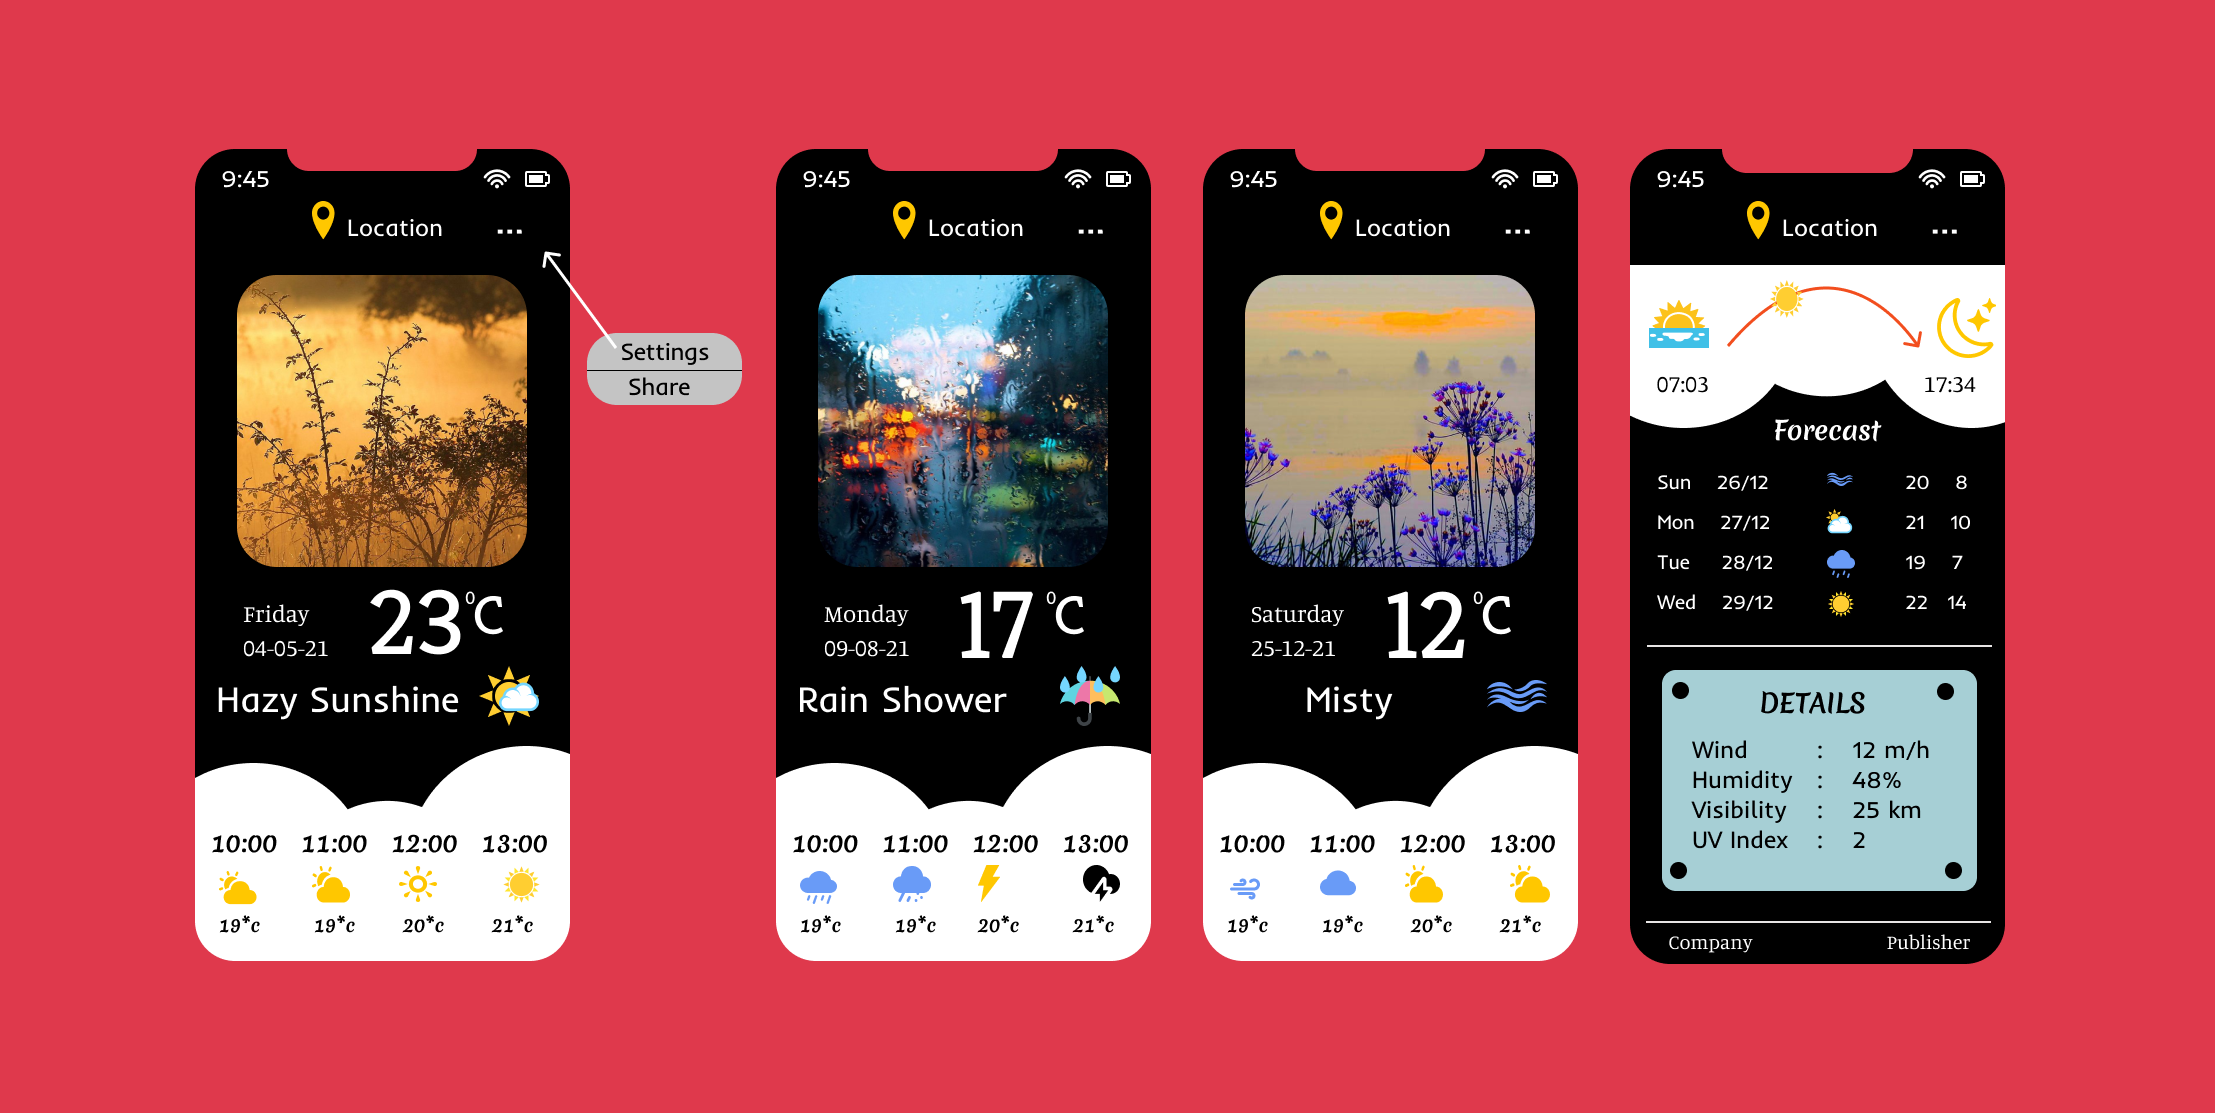 9:45
Location
...
Settings
Share
Friday
04-05-21
23°C
Hazy Sunshine
10:00 11:00 12:00 13:00
19*c 19*c 20*c 21*c
9:45
Location
...
Monday
09-08-21
17°C
Rain Shower
10:00 11:00 12:00 13:00
19*c 19*c 20*c 21*c
9:45
Location
...
Saturday
25-12-21
12°C
Misty
10:00 11:00 12:00 13:00
19*c 19*c 20*c 21*c
9:45
Location
...
07:03 17:34
Forecast
Sun 26/12 20 8
Mon 27/12 21 10
Tue 28/12 19 7
Wed 29/12 22 14
DETAILS
Wind : 12 m/h
Humidity : 48%
Visibility : 25 km
UV Index : 2
Company Publisher